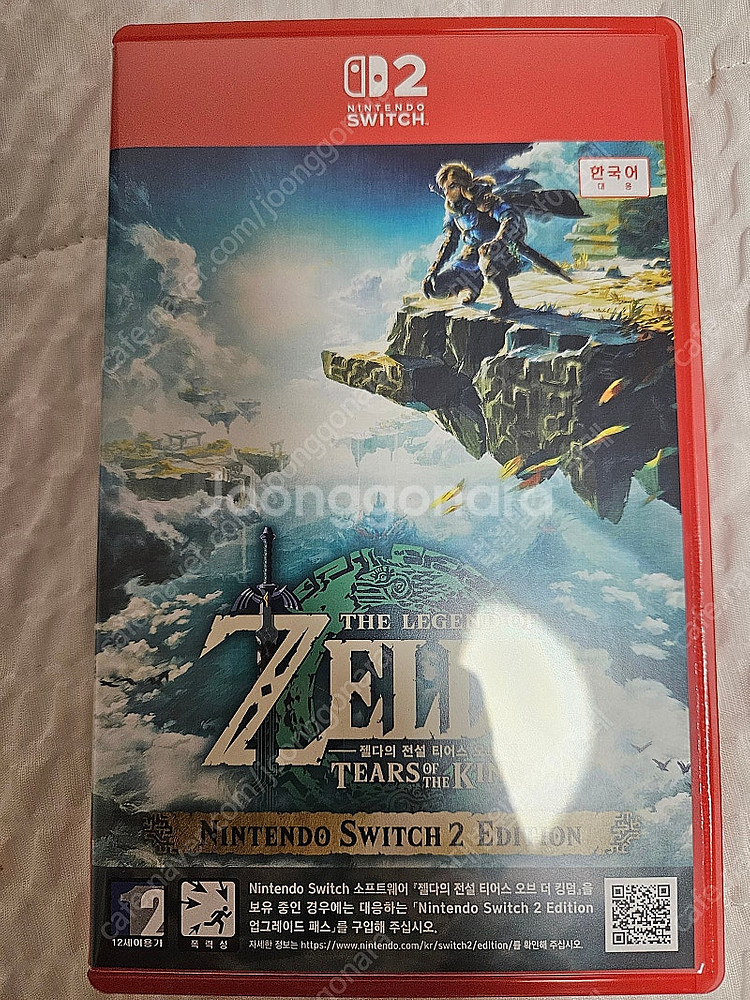 2
NINTENDO
SWITCH
한국어
대 응
Joonggonara
THE LEGEND OF
ZEL
젤다의 전설 티어스
TEARS OF THE
NINTENDO SWITCH 2 EDITION
12
12세이용가
폭력성
Nintendo Switch 소프트웨어 『젤다의 전설 티어스 오브 더 킹덤』을
보유 중인 경우에는 대응하는 「Nintendo Switch 2 Edition
업그레이드 패스」를 구입해 주십시오.
자세한 정보는 https://www.nintendo.com/kr/switch2/edition/를 확인해 주십시오.